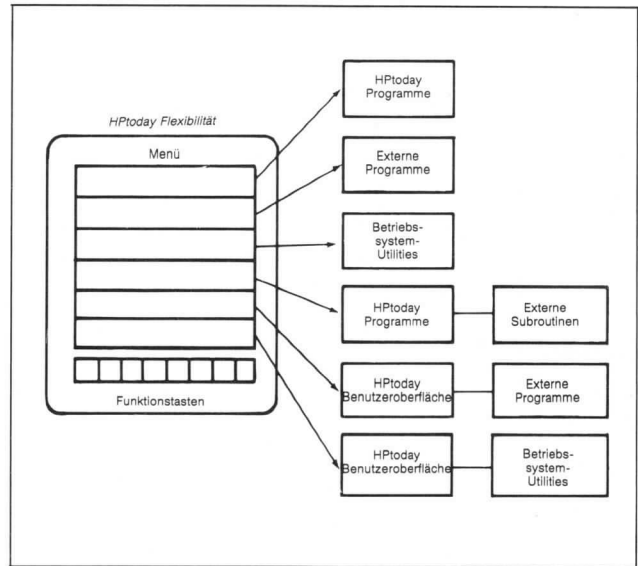 HPtoday Flexibilität
Menü
Funktionstasten
HPtoday
Programme
Externe
Programme
Betriebs-
system-
Utilities
HPtoday
Programme
Externe
Subroutinen
HPtoday
Benutzeroberfläche
Externe
Programme
HPtoday
Benutzeroberfläche
Betriebs-
system-
Utilities